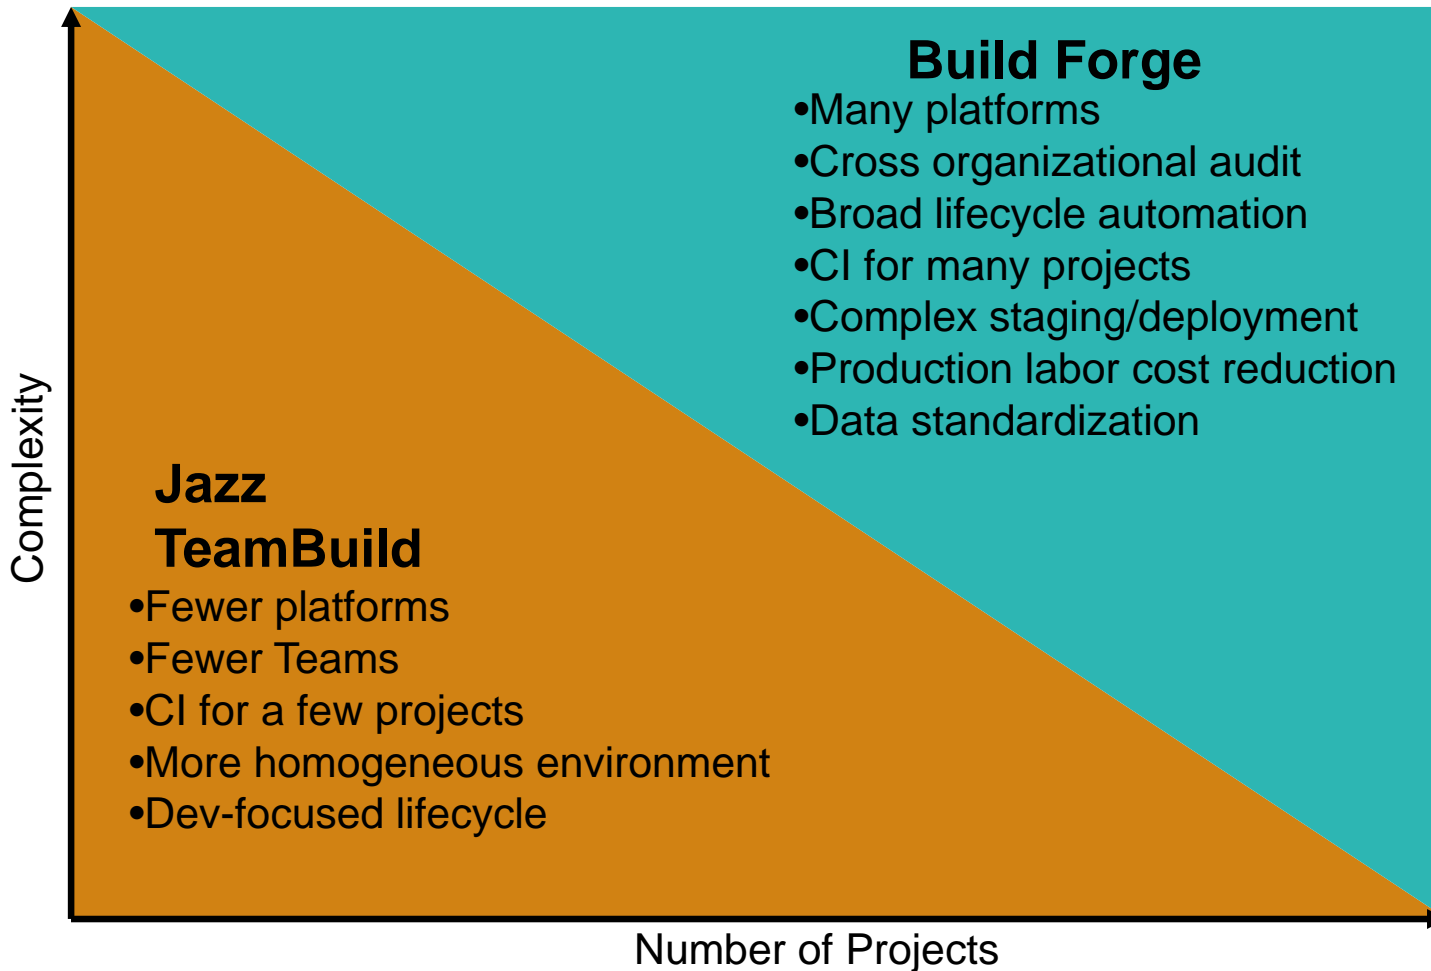 Build Forge
•Many platforms
•Cross organizational audit
•Broad lifecycle automation
•CI for many projects
•Complex staging/deployment
•Production labor cost reduction
•Data standardization
Complexity
Jazz
TeamBuild
•Fewer platforms
•Fewer Teams
•CI for a few projects
•More homogeneous environment
•Dev-focused lifecycle
Number of Projects